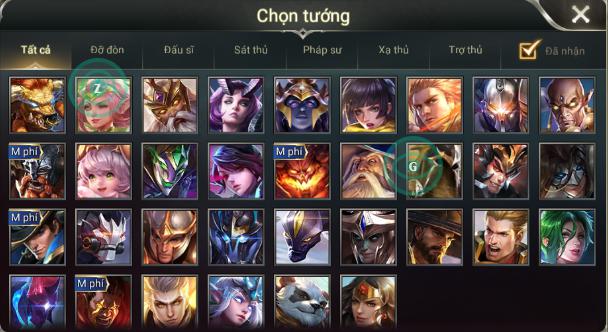 Chọn tướng
Tất cả Đỡ đòn Đấu sĩ Sát thủ Pháp sư Xạ thủ Trợ thủ Đã nhận
Z
M phí M phí G
M phí
M phí